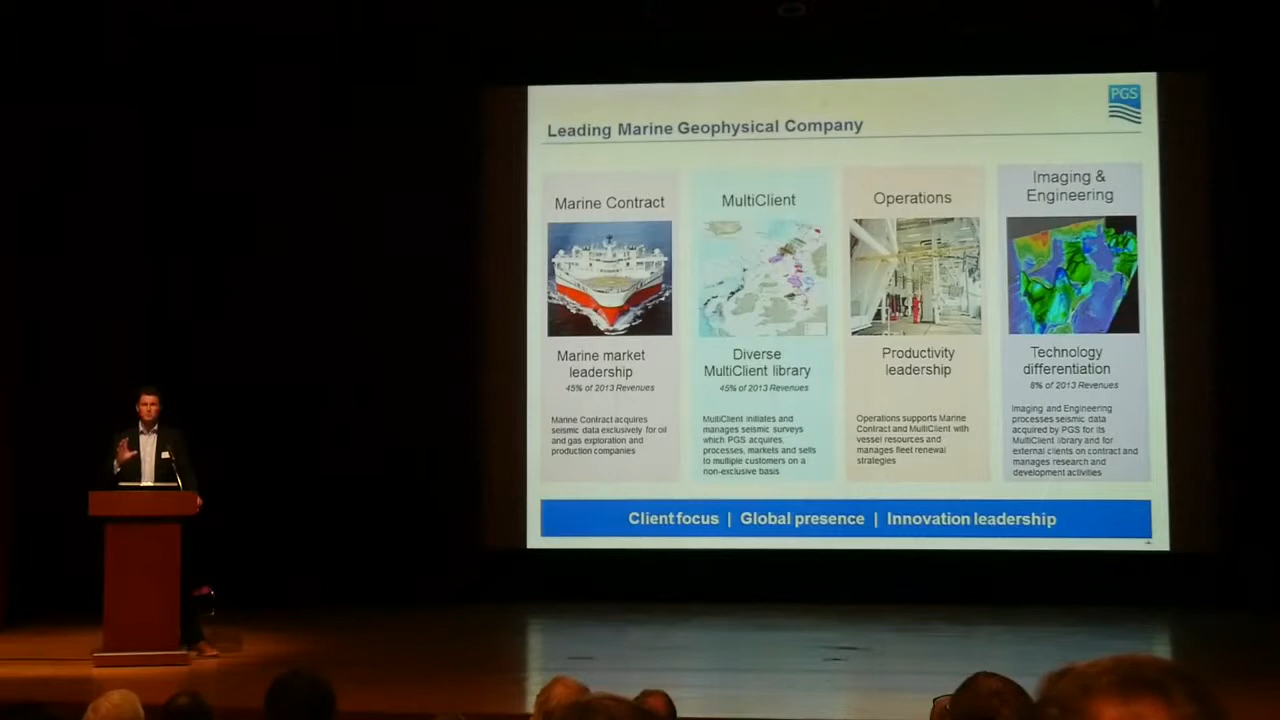 PGS
Leading Marine Geophysical Company
Marine Contract
Marine market
leadership
45% of 2013 Revenues
Marine Contract acquires
seismic data exclusively for oil
and gas exploration and
production companies
MultiClient
Diverse
MultiClient library
45% of 2013 Revenues
MultiClient initiates and
manages seismic surveys
which PGS acquires,
processes, markets and sells
to multiple customers on a
non-exclusive basis
Operations
Productivity
leadership
Operations supports Marine
Contract and MultiClient with
vessel resources and
manages fleet renewal
strategies
Imaging &
Engineering
Technology
differentiation
8% of 2013 Revenues
Imaging and Engineering
processes seismic data
acquired by PGS for its
MultiClient library and for
external clients on contract and
manages research and
development activities
Client focus | Global presence | Innovation leadership